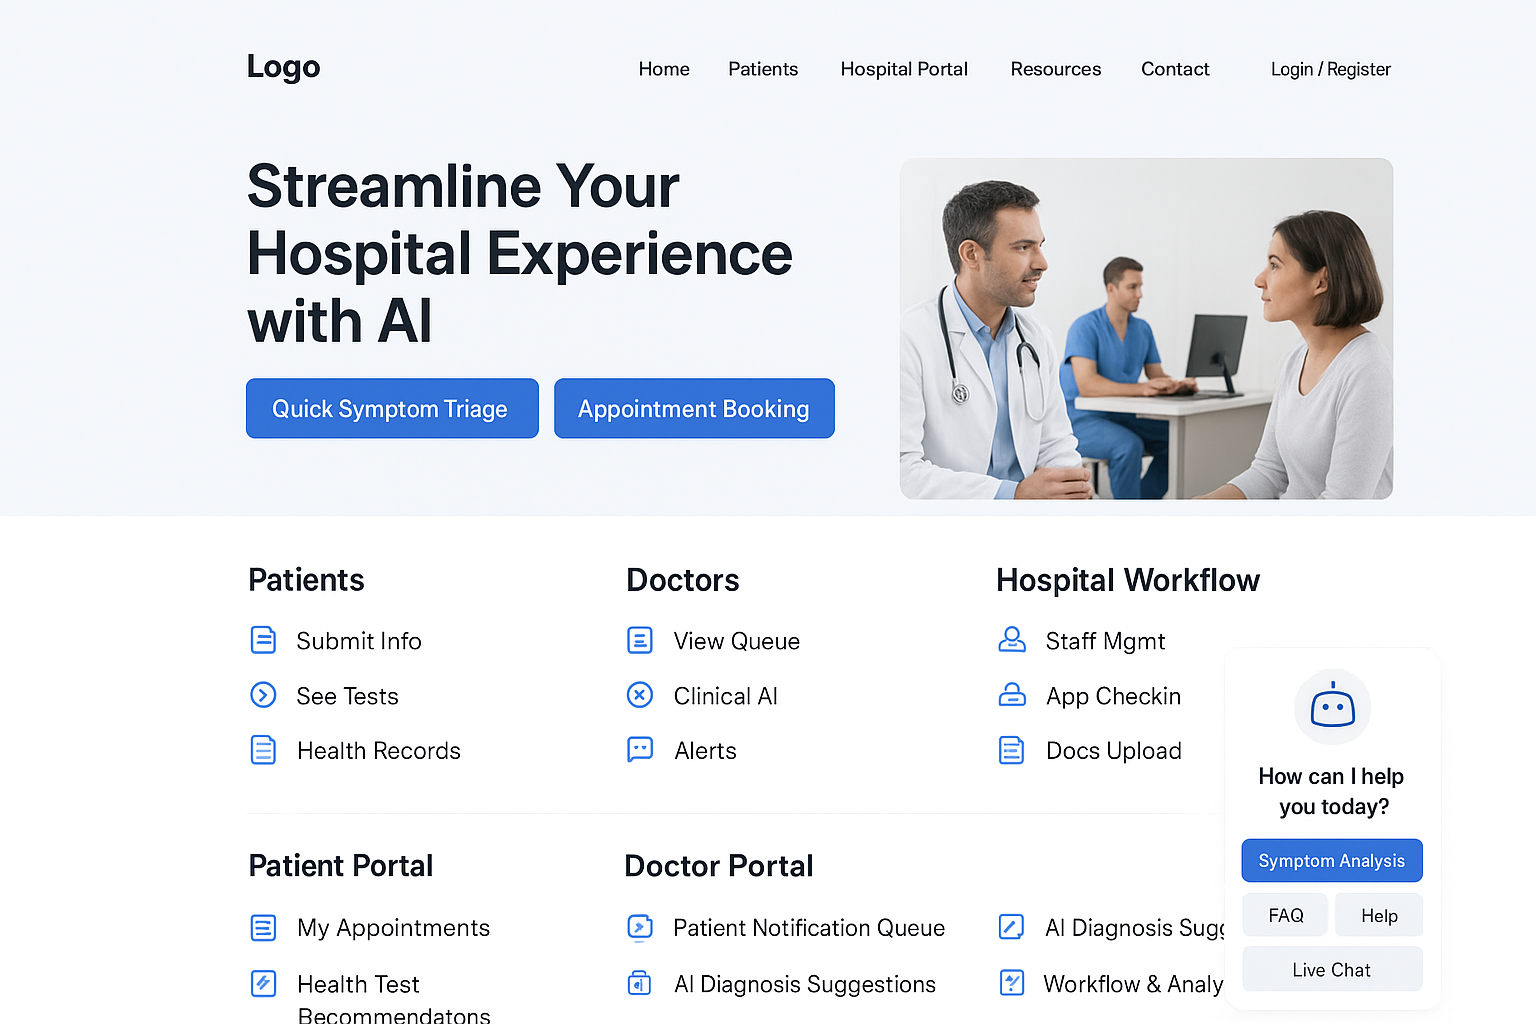 Logo
Home
Patients
Hospital Portal
Resources
Contact
Login / Register
Streamline Your
Hospital Experience
with AI
Quick Symptom Triage
Appointment Booking
Patients
Submit Info
See Tests
Health Records
Doctors
View Queue
Clinical AI
Alerts
Hospital Workflow
Staff Mgmt
App Checkin
Docs Upload
Patient Portal
My Appointments
Health Test
Recommendatons
Doctor Portal
Patient Notification Queue
AI Diagnosis Suggestions
AI Diagnosis Sugg
Workflow & Analy
How can I help
you today?
Symptom Analysis
FAQ
Help
Live Chat